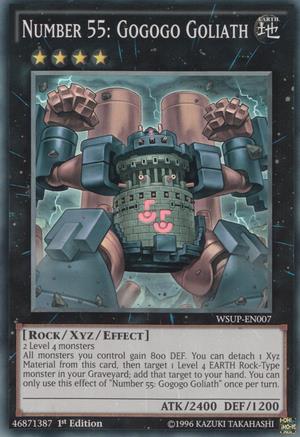 NUMBER 55: GOGOGO GOLIATH
EARTH
地
55
WSUP-EN007
[ROCK/XYZ/EFFECT]
2 Level 4 monsters
All monsters you control gain 800 DEF. You can detach 1 Xyz
Material from this card, then target 1 Level 4 EARTH Rock-Type
monster in your Graveyard; add that target to your hand. You can
only use this effect of "Number 55: Gogogo Goliath" once per turn.
ATK/2400 DEF/1200
46871387 1st Edition ©1996 KAZUKI TAKAHASHI